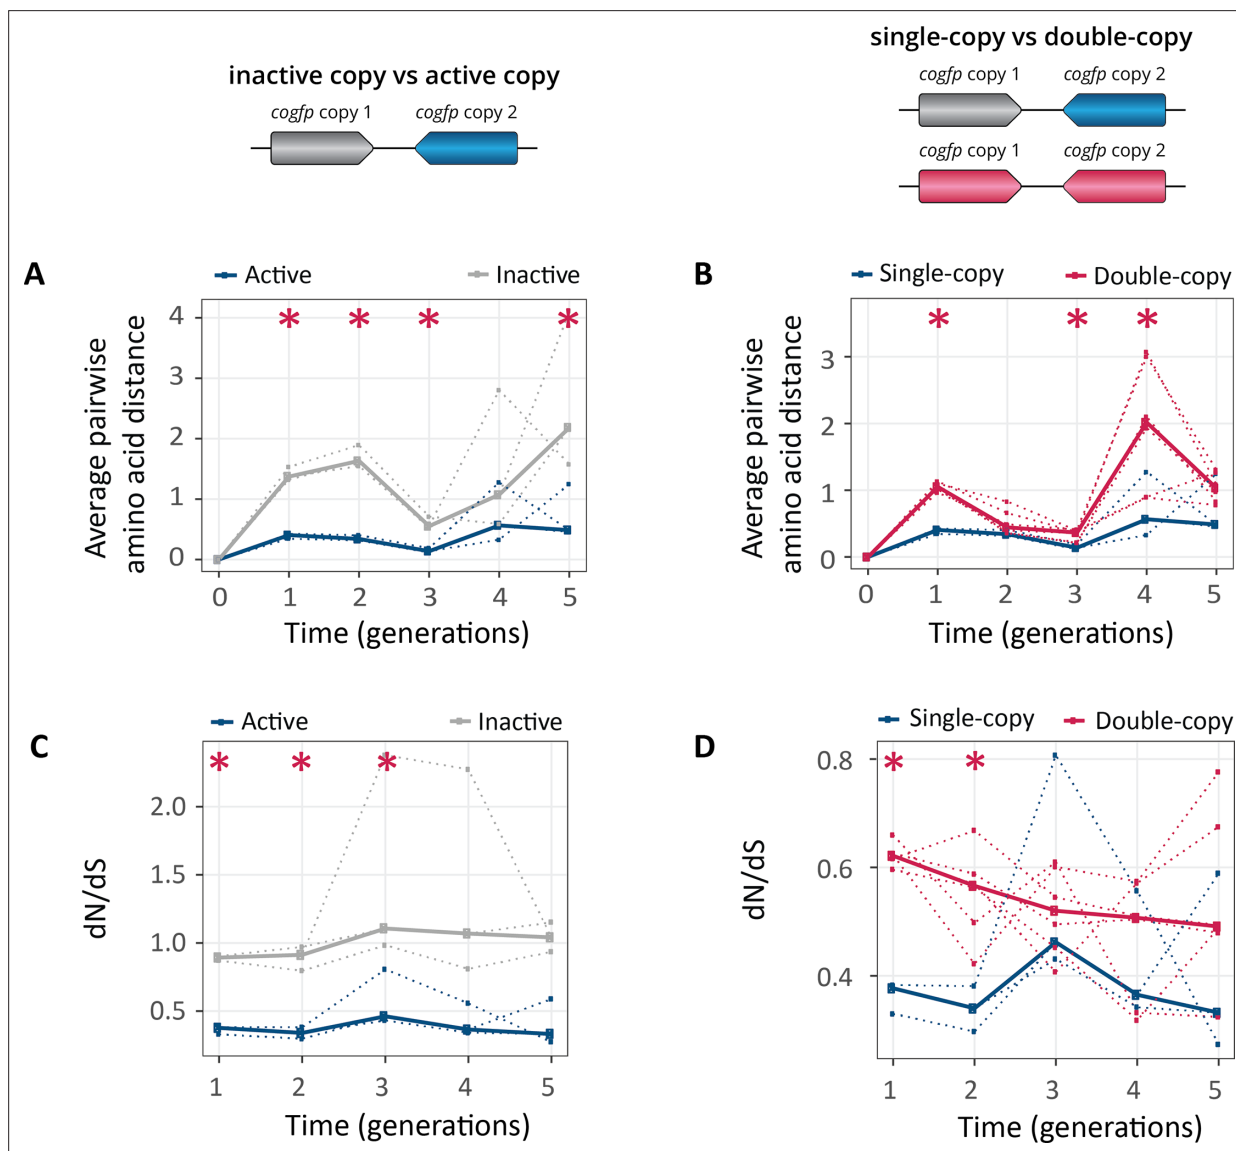 inactive copy vs active copy
cogfp copy 1 cogfp copy 2
single-copy vs double-copy
cogfp copy 1 cogfp copy 2
cogfp copy 1 cogfp copy 2
A
Active Inactive
Average pairwise
amino acid distance
4
3
2
1
0
* * * *
0 1 2 3 4 5
Time (generations)
B
Single-copy Double-copy
Average pairwise
amino acid distance
3
2
1
0
* * *
0 1 2 3 4 5
Time (generations)
C
Active Inactive
dN/dS
2.0
1.5
1.0
0.5
* * *
1 2 3 4 5
Time (generations)
D
Single-copy Double-copy
dN/dS
0.8
0.6
0.4
* *
1 2 3 4 5
Time (generations)